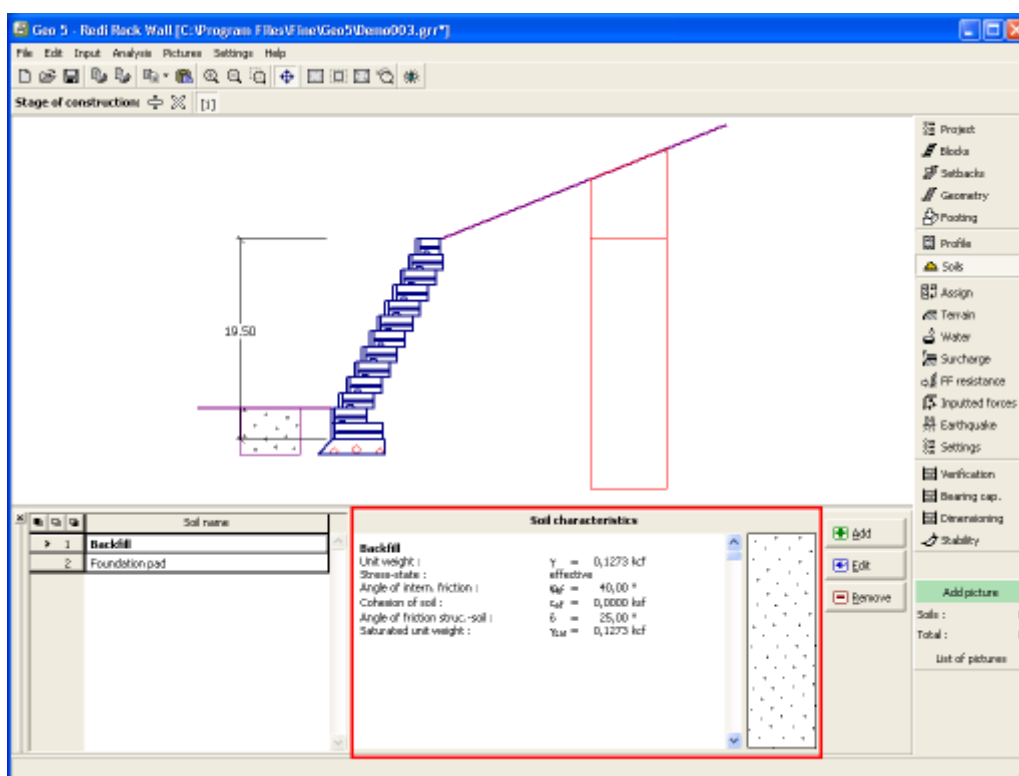 Geo 5 - Redi Rock Wall [C:\Program Files\Fine\Geo5\Demo003.grr*]
File Edit Input Analysis Pictures Settings Help
Stage of construction: [1]
19.50
Project
Blocks
Setbacks
Geometry
Footing
Profile
Soils
Assign
Terrain
Water
Surcharge
FF resistance
Inputted forces
Earthquake
Settings
Verification
Bearing cap.
Dimensioning
Stability
Soil name
1 Backfill
2 Foundation pad
Soil characteristics
Backfill
Unit weight : γ = 0,1273 kcf
Stress-state : effective
Angle of intern. friction : φef = 40,00 °
Cohesion of soil : cef = 0,0000 ksf
Angle of friction struc.-soil : δ = 25,00 °
Saturated unit weight : γsat = 0,1273 kcf
Add
Edit
Remove
Add picture
Soils :
Total :
List of pictures